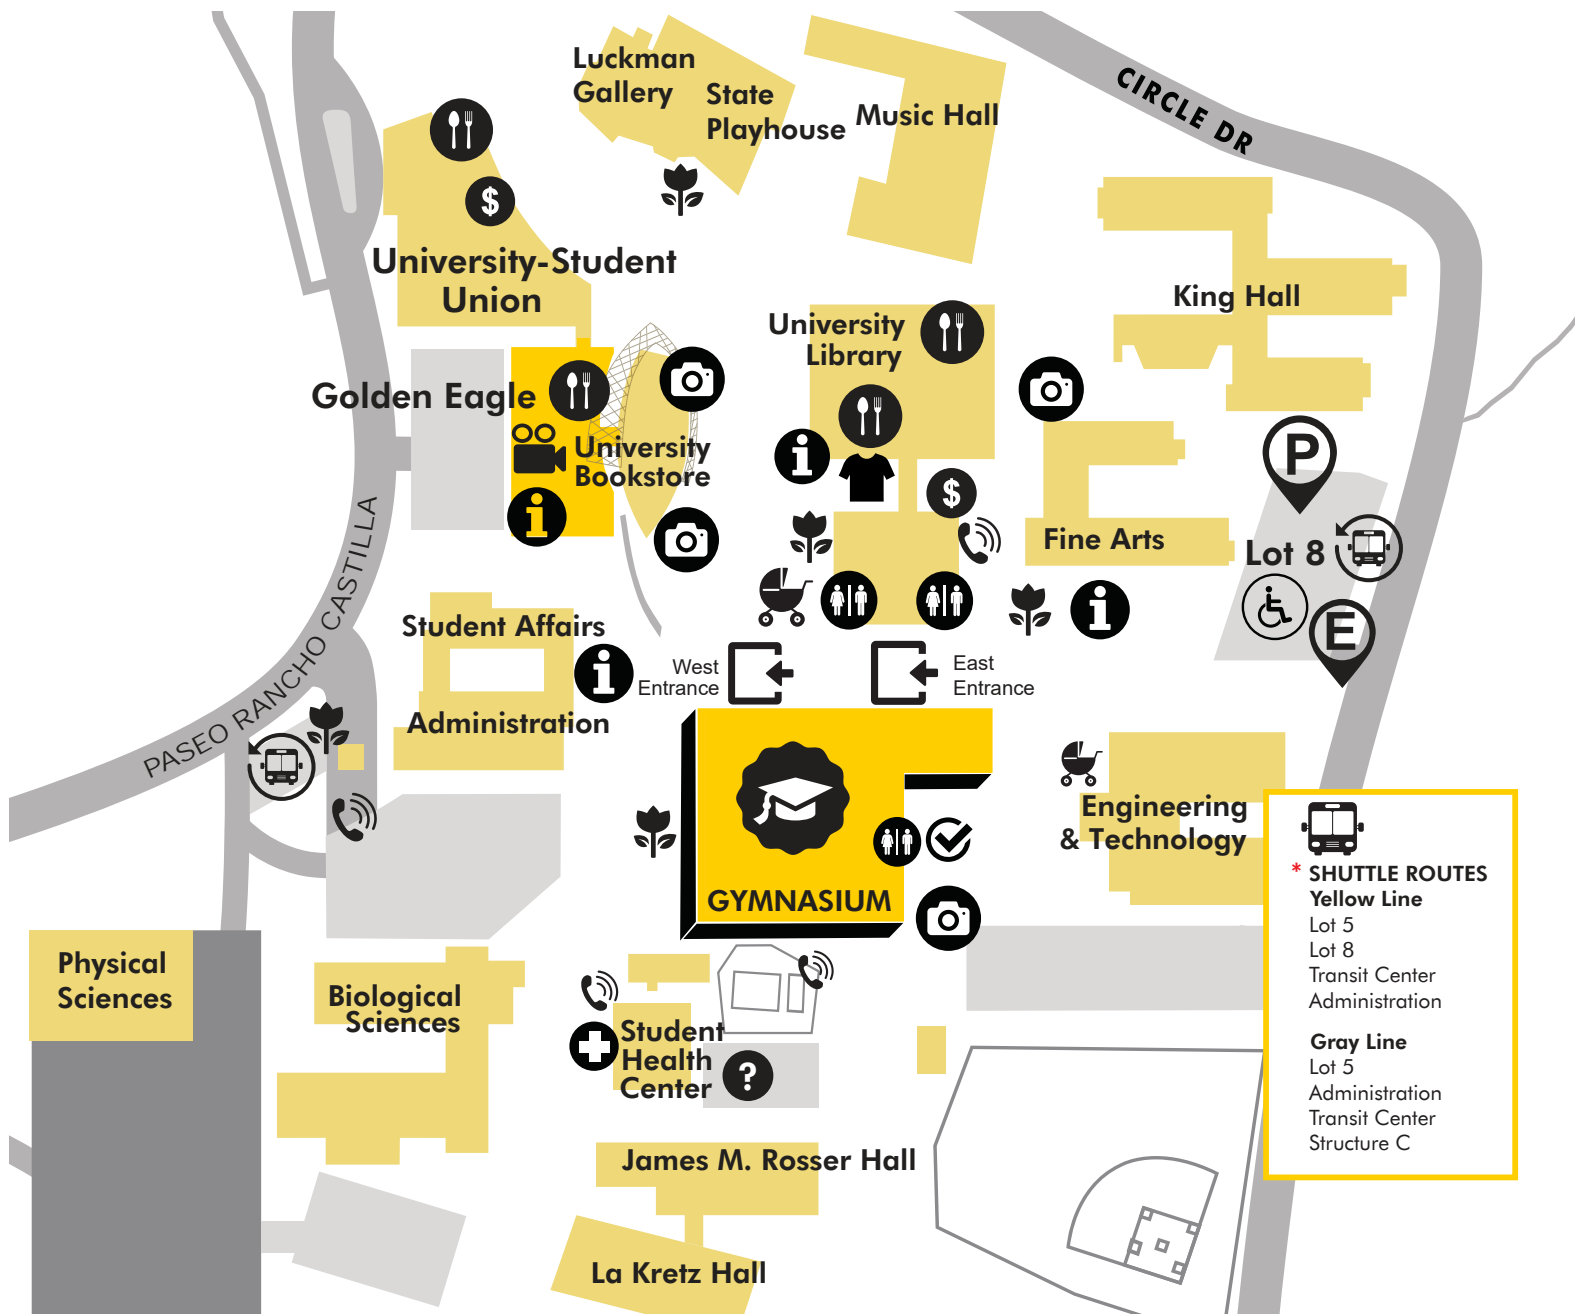 Luckman
Gallery
State
Playhouse
Music Hall
CIRCLE DR
$
University-Student
Union
King Hall
University
Library
Golden Eagle
University
Bookstore
i
i
$
P
Fine Arts
Lot 8
E
i
PASEO RANCHO CASTILLA
Student Affairs
i
Administration
West
Entrance
East
Entrance
GYMNASIUM
Engineering
& Technology
* SHUTTLE ROUTES
Yellow Line
Lot 5
Lot 8
Transit Center
Administration
Gray Line
Lot 5
Administration
Transit Center
Structure C
Physical
Sciences
Biological
Sciences
Student
Health
Center
?
James M. Rosser Hall
La Kretz Hall